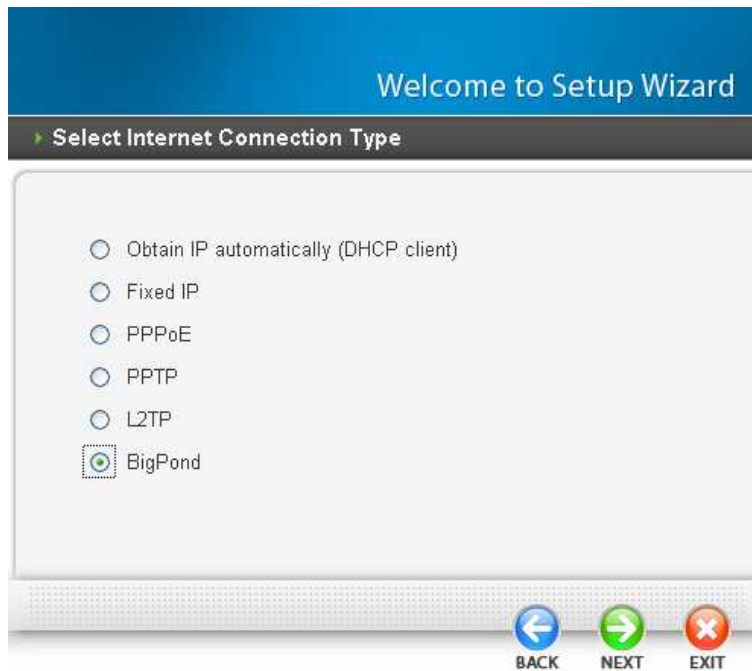 Welcome to Setup Wizard
Select Internet Connection Type
Obtain IP automatically (DHCP client)
Fixed IP
PPPoE
PPTP
L2TP
BigPond
BACK NEXT EXIT